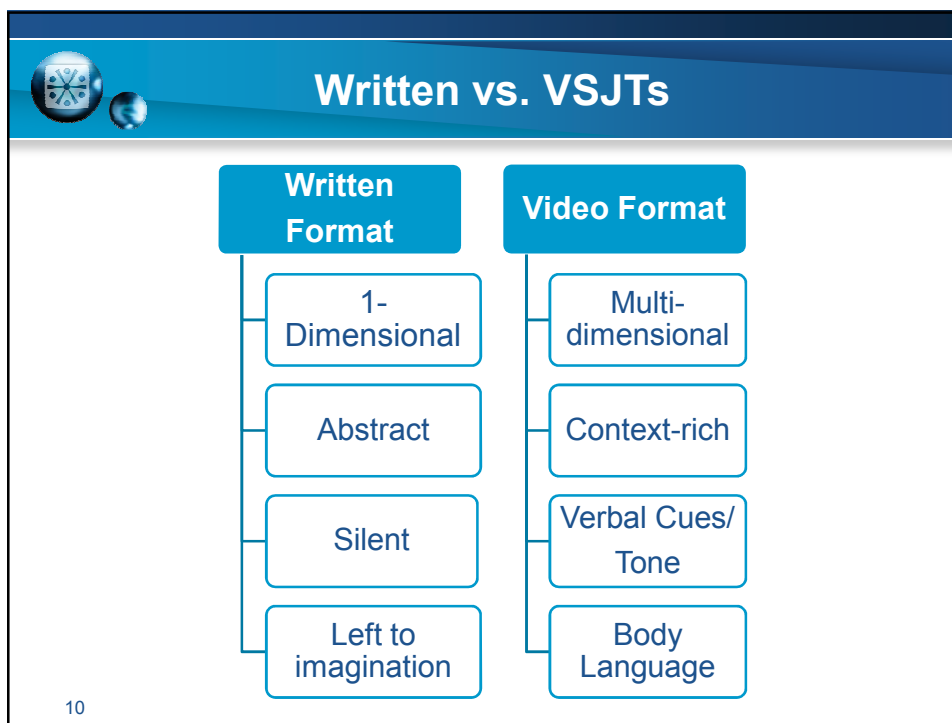 Written vs. VSJTs
Written
Format
1-
Dimensional
Abstract
Silent
Left to
imagination
Video Format
Multi-
dimensional
Context-rich
Verbal Cues/
Tone
Body
Language
10